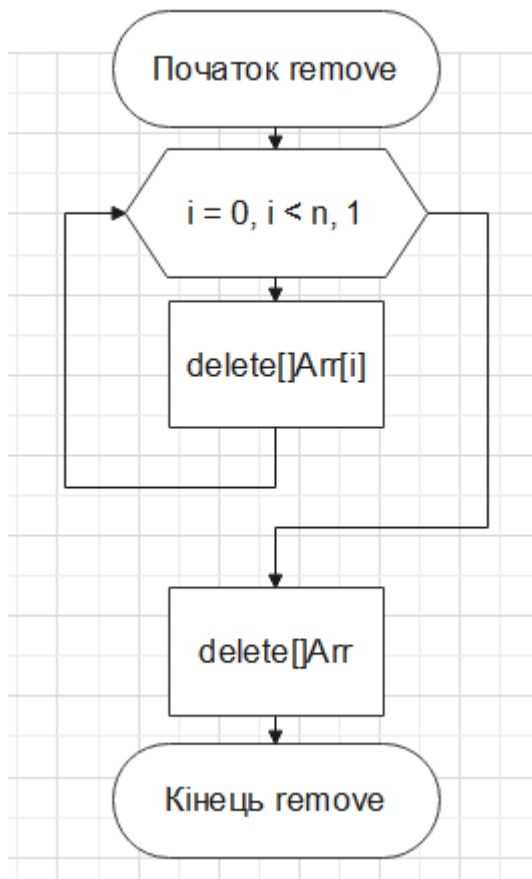 Початок remove
i = 0, i < n, 1
delete[]Arr[i]
delete[]Arr
Кінець remove